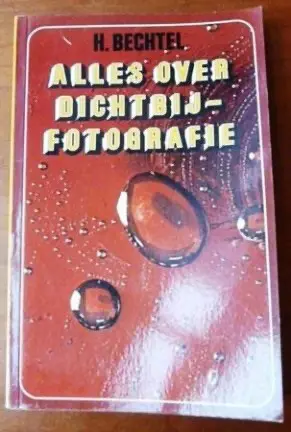 H. BECHTEL
ALLES OVER
DICHTBIJ-
FOTOGRAFIE